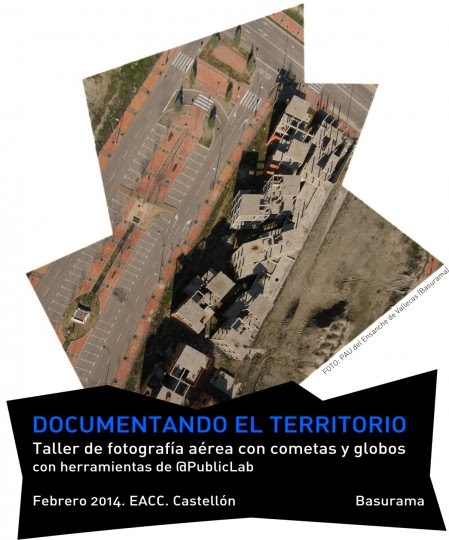 FOTO: PAU del Ensanche de Vallecas (Basurama)
DOCUMENTANDO EL TERRITORIO
Taller de fotografía aérea con cometas y globos
con herramientas de @PublicLab
Febrero 2014. EACC. Castellón
Basurama